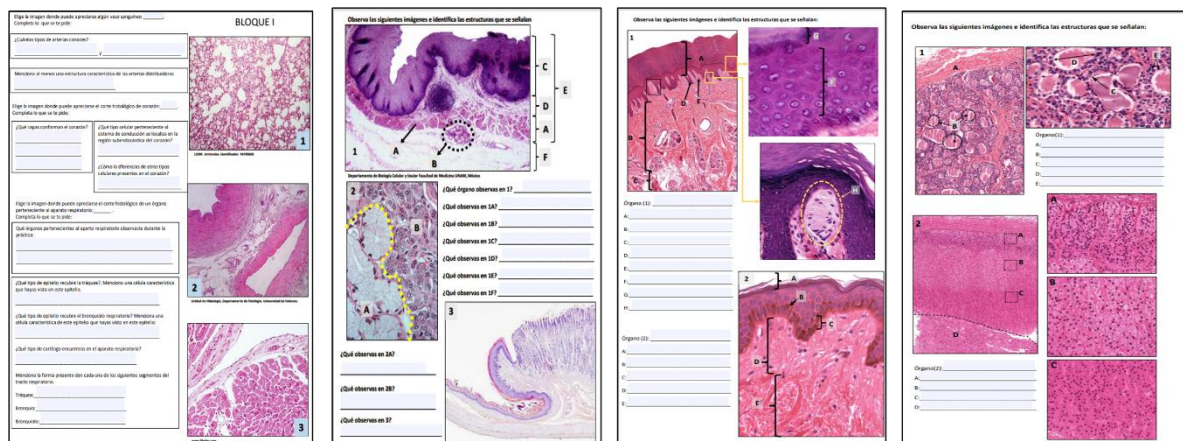 Elige la imagen donde puede apreciarse algún vaso sanguíneo:
BLOQUE I
Completa lo que se te pide:
¿Cuántos tipos de arterias conoces?
y
Menciona al menos una estructura característica de las arterias distribuidoras
Elige la imagen donde puede apreciarse el corte histológico de corazón:
Completa lo que se te pide:
¿Qué capas conforman el corazón?
¿Qué tipo celular perteneciente al sistema de conducción se localiza en la región subendocárdica del corazón?
¿Cómo la diferencias de otros tipos celulares presentes en el corazón?
Elige la imagen donde puede apreciarse el corte histológico de un órgano perteneciente al aparato respiratorio:
Completa lo que se te pide:
Qué órganos pertenecientes al aparto respiratorio observaste durante la práctica:
¿Qué tipo de epitelio recubre la tráquea?. Menciona una célula característica que hayas visto en este epitelio.
¿Qué tipo de epitelio recubre el bronquiolo respiratorio? Menciona una célula característica de este epitelio que hayas visto en este epitelio:
¿Qué tipo de cartílago encuentras en el aparato respiratorio?
Menciona la forma presente den cada uno de los siguientes segmentos del tracto respiratorio.
Tráquea:
Bronquio:
Bronquiolo:
1
2
Unidad de Histología, Departamento de Patología. Universidad de Valencia.
3
Observa las siguientes imágenes e identifica las estructuras que se señalan
C
E
D
A
F
A
B
1
Departamento de Biología Celular y tisular Facultad de Medicina UNAM, México
2
B
A
¿Qué órgano observas en 1?
¿Qué observas en 1A?
¿Qué observas en 1B?
¿Qué observas en 1C?
¿Qué observas en 1D?
¿Qué observas en 1E?
¿Qué observas en 1F?
3
¿Qué observas en 2A?
¿Qué observas en 2B?
¿Qué observas en 3?
Observa las siguientes imágenes e identifica las estructuras que se señalan:
1
A
D
E
B
C
F
H
Órgano (1):
A:
B:
C:
D:
E:
F:
G:
H:
2
A
B
C
D
E
Órgano (2):
A:
B:
C:
D:
E:
Observa las siguientes imágenes e identifica las estructuras que se señalan:
1
A
B
D
E
C
Órgano(1):
A:
B:
C:
D:
E:
2
A
B
C
D
A
B
C
Órgano(2):
A:
B:
C:
D: